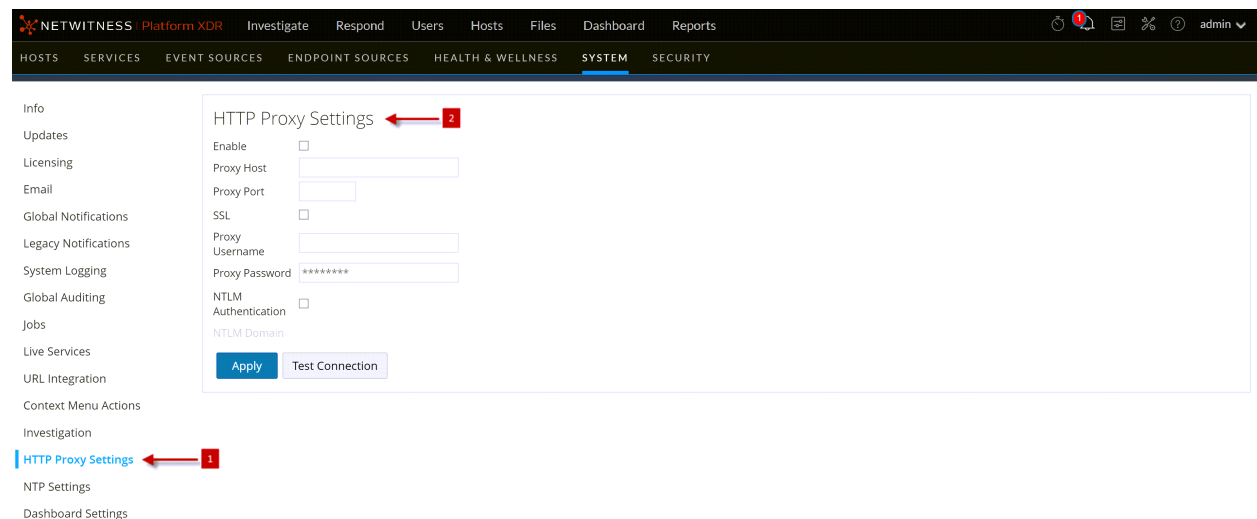 NETWITNESS Platform XDR Investigate Respond Users Hosts Files Dashboard Reports 1 admin
HOSTS SERVICES EVENT SOURCES ENDPOINT SOURCES HEALTH & WELLNESS SYSTEM SECURITY
Info
Updates
Licensing
Email
Global Notifications
Legacy Notifications
System Logging
Global Auditing
Jobs
Live Services
URL Integration
Context Menu Actions
Investigation
HTTP Proxy Settings 1
NTP Settings
Dashboard Settings
HTTP Proxy Settings 2
Enable
Proxy Host
Proxy Port
SSL
Proxy
Username
Proxy Password ********
NTLM
Authentication
NTLM Domain
Apply Test Connection